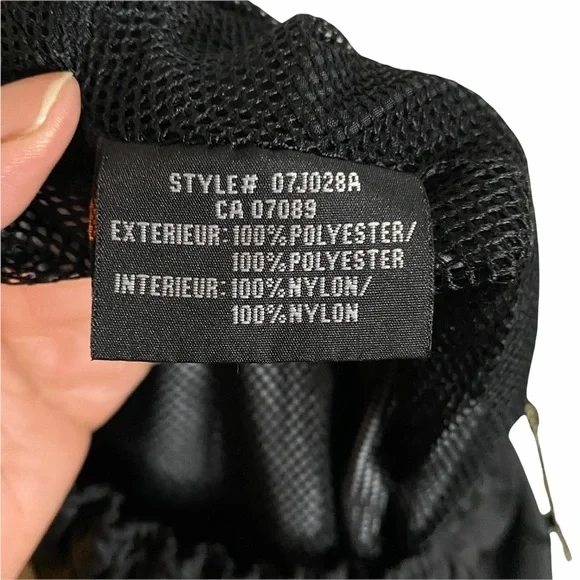 STYLE# 07J028A
CA 07089
EXTERIEUR: 100% POLYESTER/
100% POLYESTER
INTERIEUR: 100% NYLON/
100% NYLON